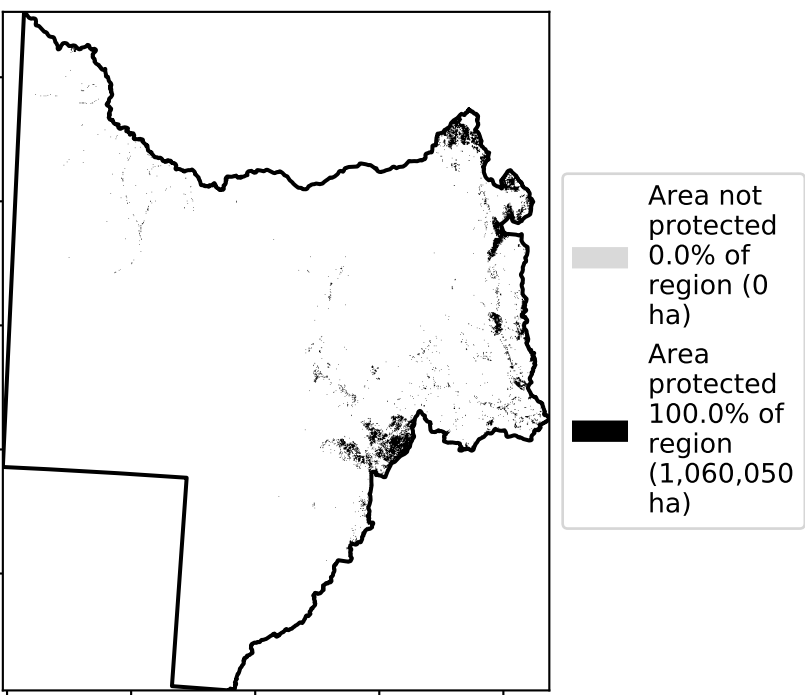 Area not
protected
0.0% of
region (0
ha)
Area
protected
100.0% of
region
(1,060,050
ha)